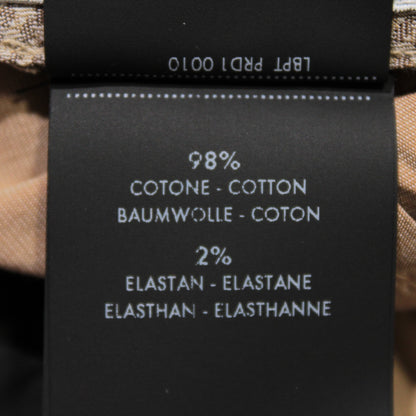 LBPT PRD1 0010
98%
COTONE - COTTON
BAUMWOLLE - COTON
2%
ELASTAN - ELASTANE
ELASTHAN - ELASTHANNE